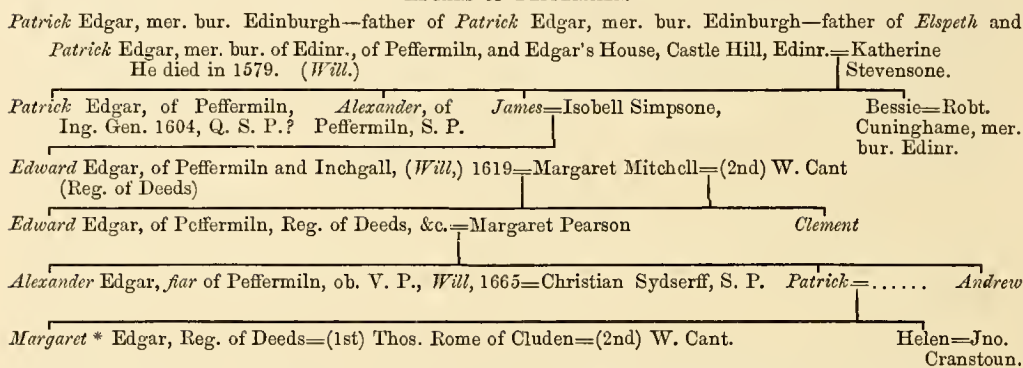 Patrick Edgar, mer. bur. Edinburgh—father of Patrick Edgar, mer. bur. Edinburgh—father of Elspeth and
Patrick Edgar, mer. bur. of Edinr., of Peffermiln, and Edgar's House, Castle Hill, Edinr.=Katherine
He died in 1579. (Will.) Stevensone.
Patrick Edgar, of Peffermiln, Alexander, of James=Isobell Simpsone, Bessie=Robt.
Ing. Gen. 1604, Q. S. P.? Peffermiln, S. P. Cuninghame, mer.
bur. Edinr.
Edward Edgar, of Peffermiln and Inchgall, (Will,) 1619=Margaret Mitchell=(2nd) W. Cant
(Reg. of Deeds)
Edward Edgar, of Peffermiln, Reg. of Deeds, &c.=Margaret Pearson Clement
Alexander Edgar, fiar of Peffermiln, ob. V. P., Will, 1665=Christian Sydserff, S. P. Patrick=...... Andrew
Margaret * Edgar, Reg. of Deeds=(1st) Thos. Rome of Cluden=(2nd) W. Cant. Helen=Jno.
Cranstoun.